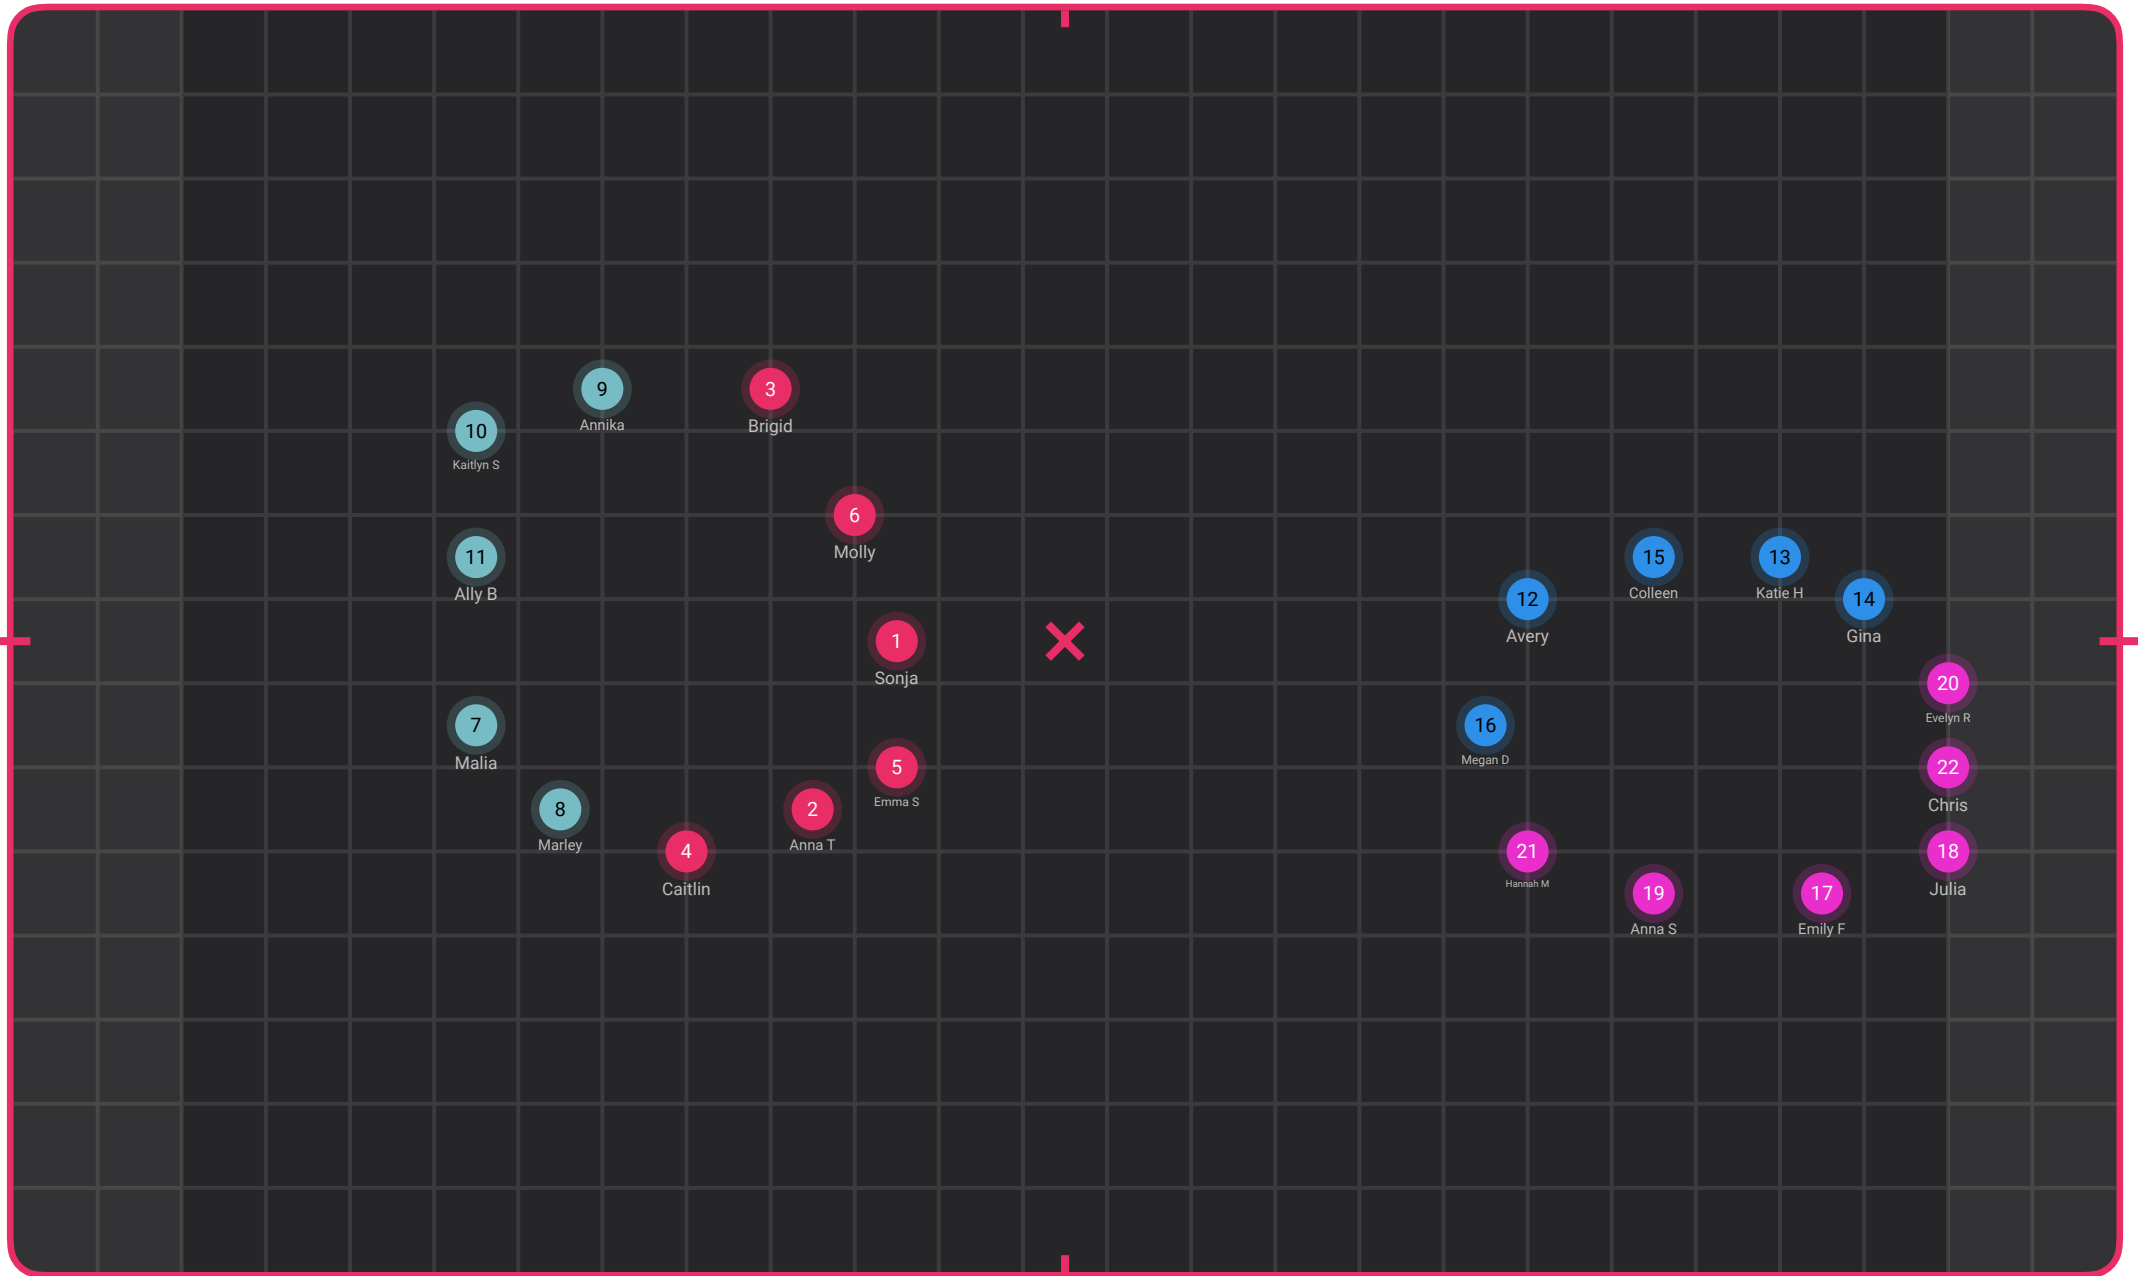 9
Annika
3
Brigid
10
Kaitlyn S
6
Molly
11
Ally B
15
Colleen
13
Katie H
12
Avery
14
Gina
1
Sonja
20
Evelyn R
7
Malia
16
Megan D
5
Emma S
22
Chris
8
Marley
2
Anna T
4
Caitlin
21
Hannah M
18
Julia
19
Anna S
17
Emily F